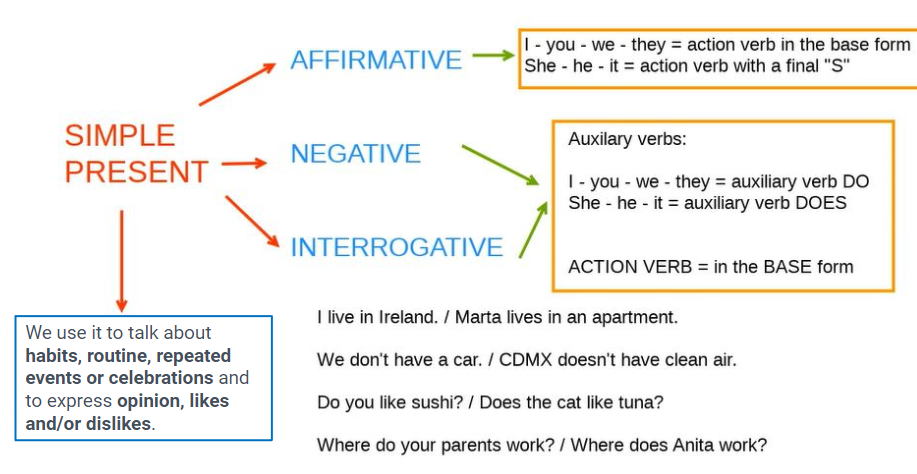 SIMPLE
PRESENT
AFFIRMATIVE
I - you - we - they = action verb in the base form
She - he - it = action verb with a final "S"
NEGATIVE
INTERROGATIVE
Auxilary verbs:
I - you - we - they = auxiliary verb DO
She - he - it = auxiliary verb DOES
ACTION VERB = in the BASE form
We use it to talk about
habits, routine, repeated
events or celebrations and
to express opinion, likes
and/or dislikes.
I live in Ireland. / Marta lives in an apartment.
We don't have a car. / CDMX doesn't have clean air.
Do you like sushi? / Does the cat like tuna?
Where do your parents work? / Where does Anita work?